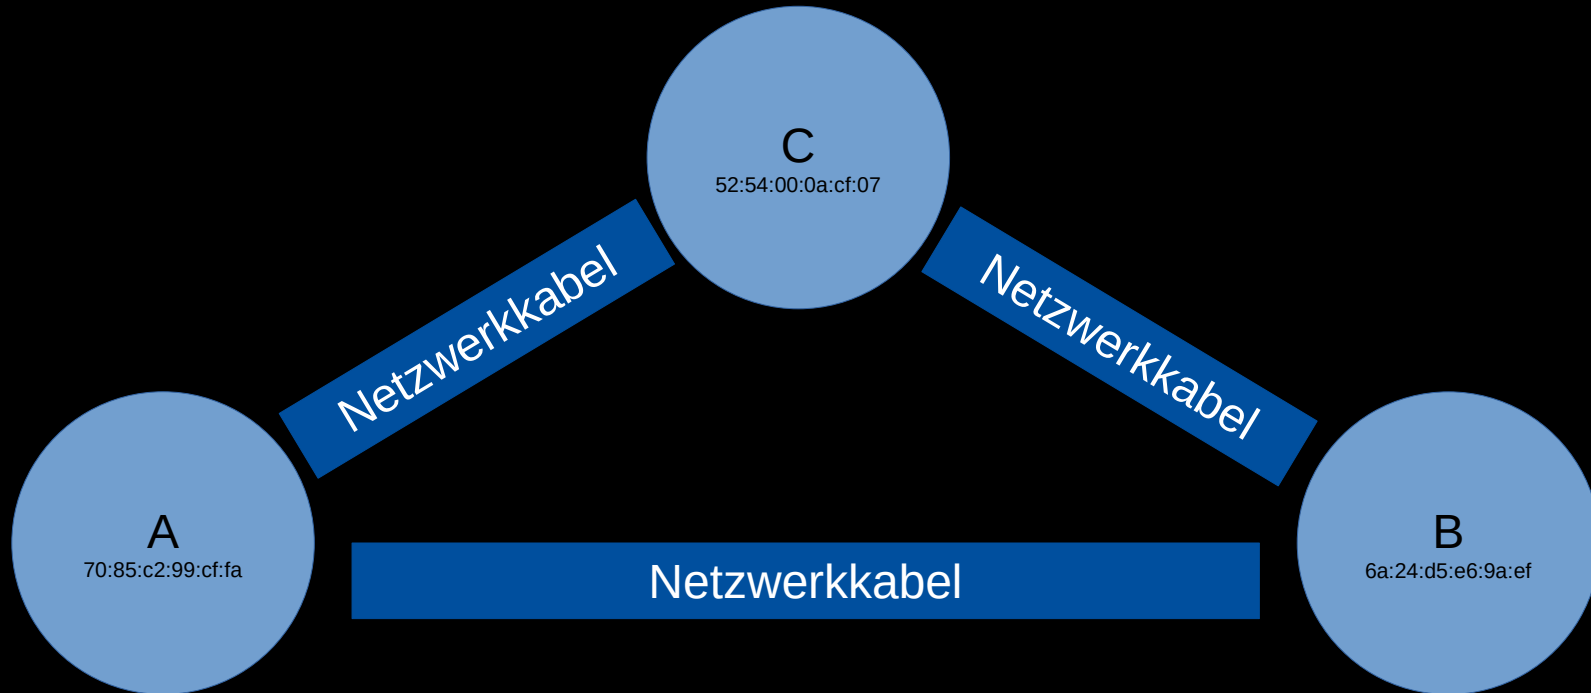 C
52:54:00:0a:cf:07
Netzwerkkabel
Netzwerkkabel
A
70:85:c2:99:cf:fa
Netzwerkkabel
B
6a:24:d5:e6:9a:ef